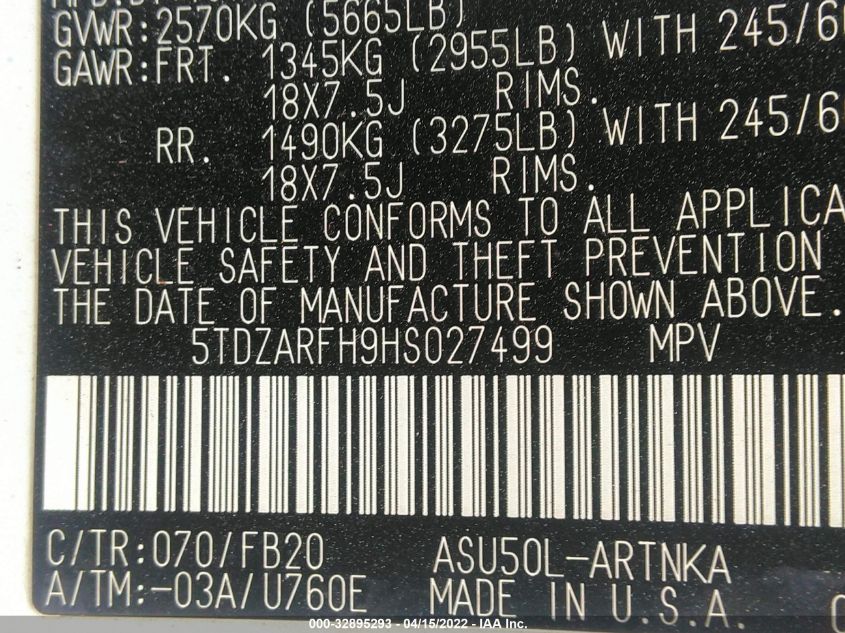 GVWR:2570KG (5665LB)
GAWR:FRT. 1345KG (2955LB) WITH 245/60
18X7.5J RIMS.
RR. 1490KG (3275LB) WITH 245/6
18X7.5J RIMS.
THIS VEHICLE CONFORMS TO ALL APPLICA
VEHICLE SAFETY AND THEFT PREVENTION
THE DATE OF MANUFACTURE SHOWN ABOVE.
5TDZARFH9HS027499 MPV
C/TR:070/FB20 ASU50L-ARTNKA
A/TM:-03A/U760E MADE IN U.S.A.
000-32895293 - 04/15/2022 - IAA Inc.